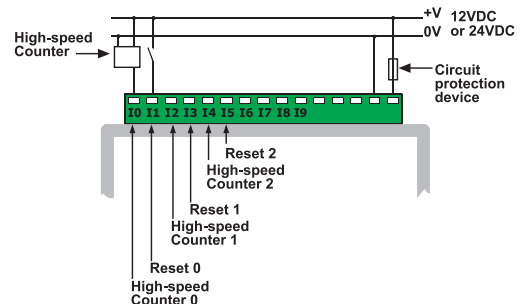 +V 12VDC
0V or 24VDC
High-speed
Counter
Circuit
protection
device
I0 I1 I2 I3 I4 I5 I6 I7 I8 I9
Reset 2
High-speed
Counter 2
Reset 1
High-speed
Counter 1
Reset 0
High-speed
Counter 0